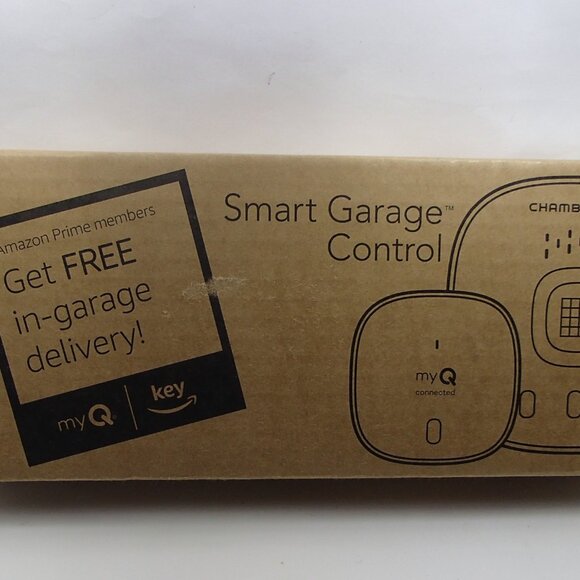 Amazon Prime members
Get FREE
in-garage
delivery!
myQ® | key
Smart Garage™
Control
CHAMB
myQ
connected